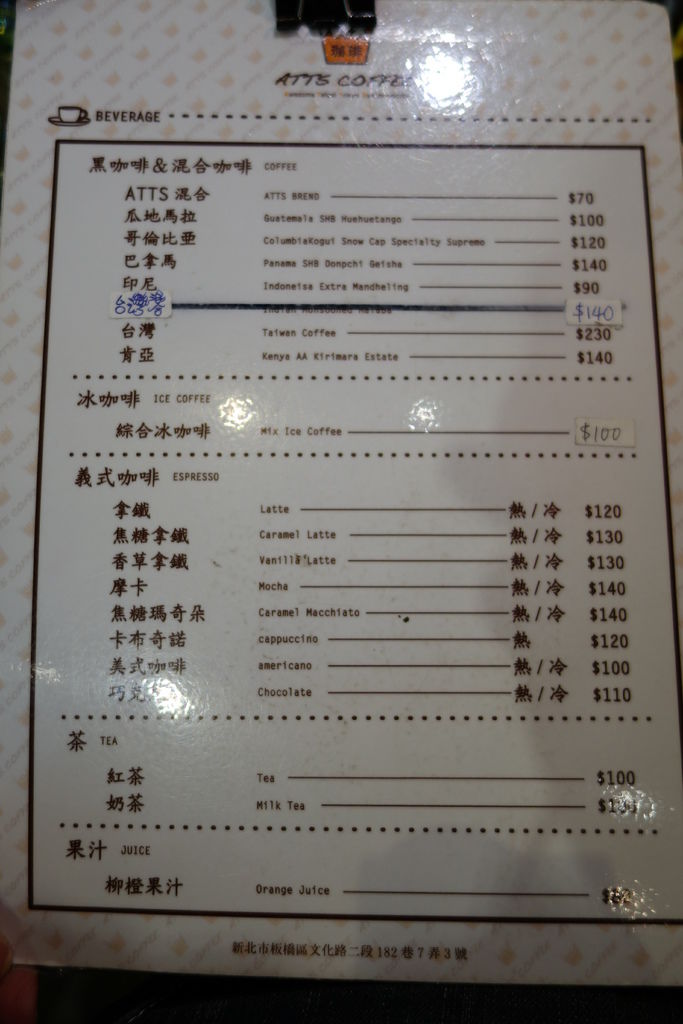 咖啡
ATTS COFFEE
BEVERAGE
黑咖啡&混合咖啡 COFFEE
ATTS 混合 ATTS BREND $70
瓜地馬拉 Guatemala SHB Huehuetango $100
哥倫比亞 ColumbiaKogui Snow Cap Specialty Supremo $120
巴拿馬 Panama SHB Donpchi Geisha $140
印尼 Indoneisa Extra Mandheling $90
Indian Monsooned Malaba $140
台灣 Taiwan Coffee $230
肯亞 Kenya AA Kirimara Estate $140
冰咖啡 ICE COFFEE
綜合冰咖啡 Mix Ice Coffee $100
義式咖啡 ESPRESSO
拿鐵 Latte 熱/冷 $120
焦糖拿鐵 Caramel Latte 熱/冷 $130
香草拿鐵 Vanilla Latte 熱/冷 $130
摩卡 Mocha 熱/冷 $140
焦糖瑪奇朵 Caramel Macchiato 熱/冷 $140
卡布奇諾 cappuccino 熱 $120
美式咖啡 americano 熱/冷 $100
巧克 Chocolate 熱/冷 $110
茶 TEA
紅茶 Tea $100
奶茶 Milk Tea
果汁 JUICE
柳橙果汁 Orange Juice
新北市板橋區文化路二段182巷7弄3號